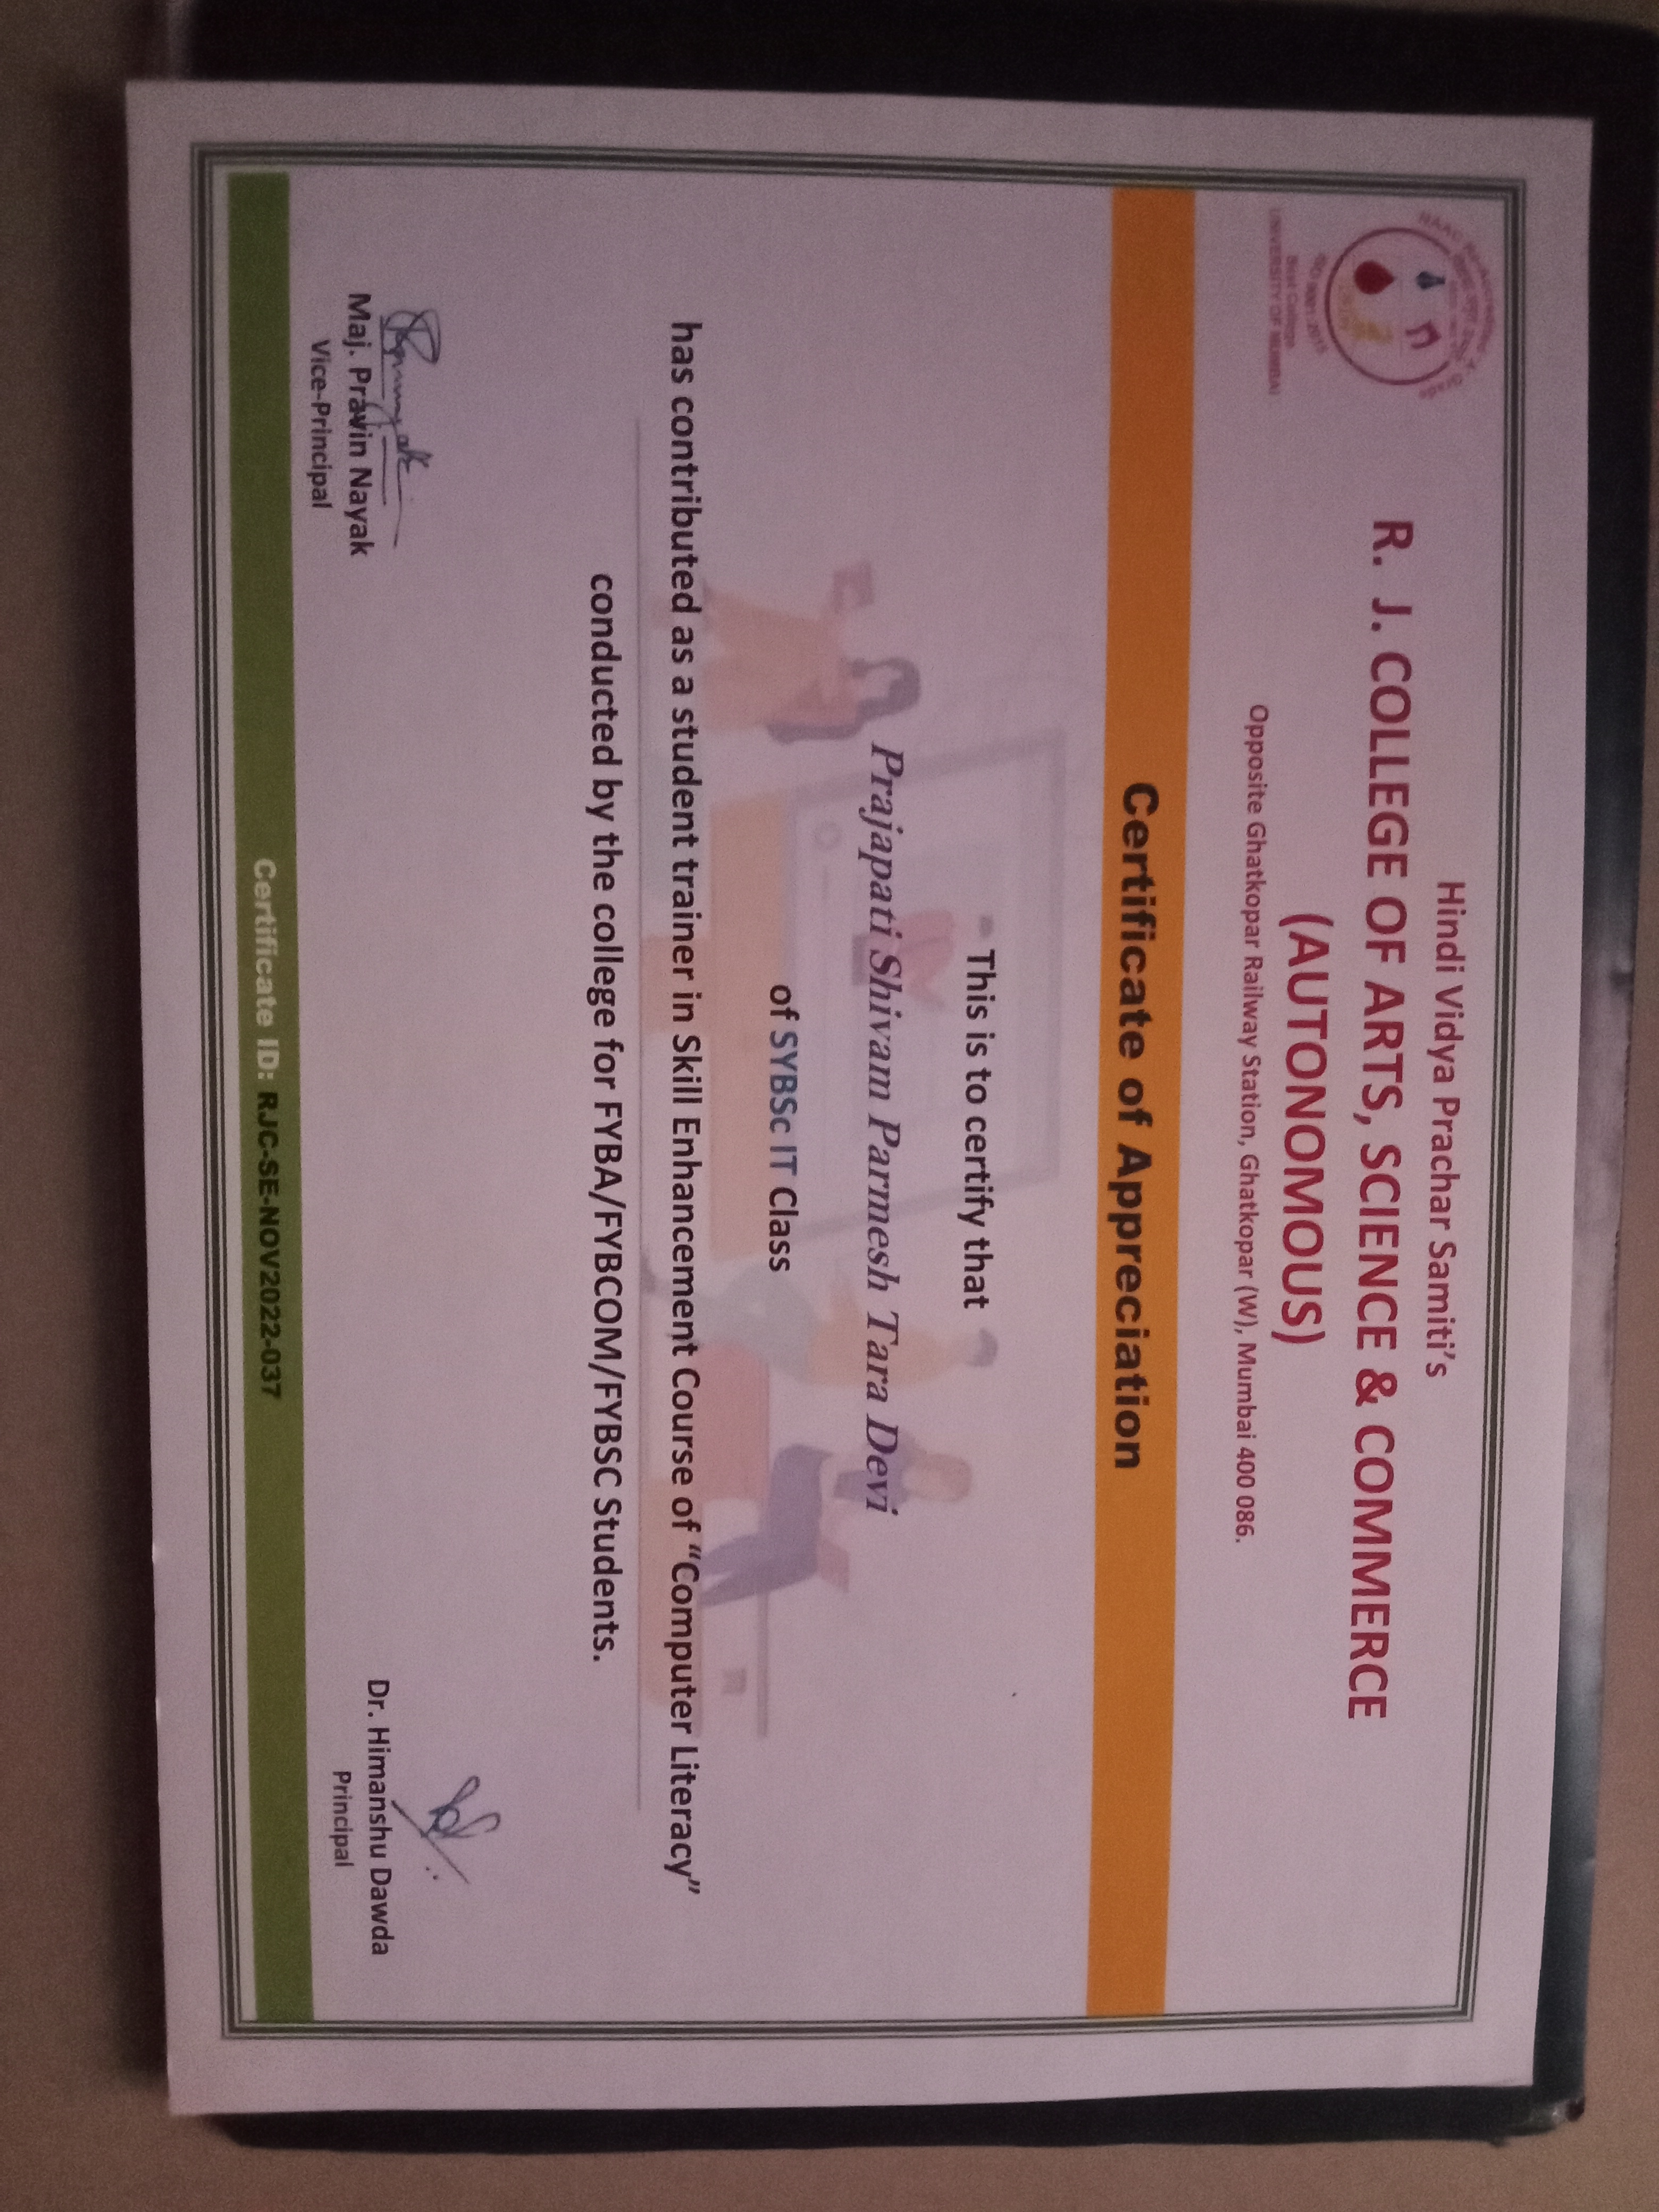 NAAC Re-Accredited 'A' Grade
ISO 9001:2015
Best College
UNIVERSITY OF MUMBAI
Hindi Vidya Prachar Samiti’s
R. J. COLLEGE OF ARTS, SCIENCE & COMMERCE
(AUTONOMOUS)
Opposite Ghatkopar Railway Station, Ghatkopar (W), Mumbai 400 086.
Certificate of Appreciation
This is to certify that
Prajapati Shivam Parmesh Tara Devi
of SYBSc IT Class
has contributed as a student trainer in Skill Enhancement Course of “Computer Literacy”
conducted by the college for FYBA/FYBCOM/FYBSC Students.
Maj. Pravin Nayak
Vice-Principal
Dr. Himanshu Dawda
Principal
Certificate ID: RJC-SE-NOV2022-037